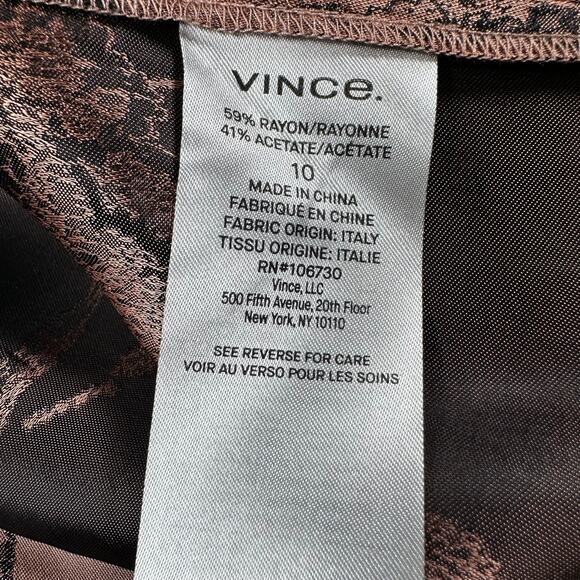 VINCe.
59% RAYON/RAYONNE
41% ACETATE/ACÉTATE
10
MADE IN CHINA
FABRIQUÉ EN CHINE
FABRIC ORIGIN: ITALY
TISSU ORIGINE: ITALIE
RN#106730
Vince, LLC
500 Fifth Avenue, 20th Floor
New York, NY 10110
SEE REVERSE FOR CARE
VOIR AU VERSO POUR LES SOINS